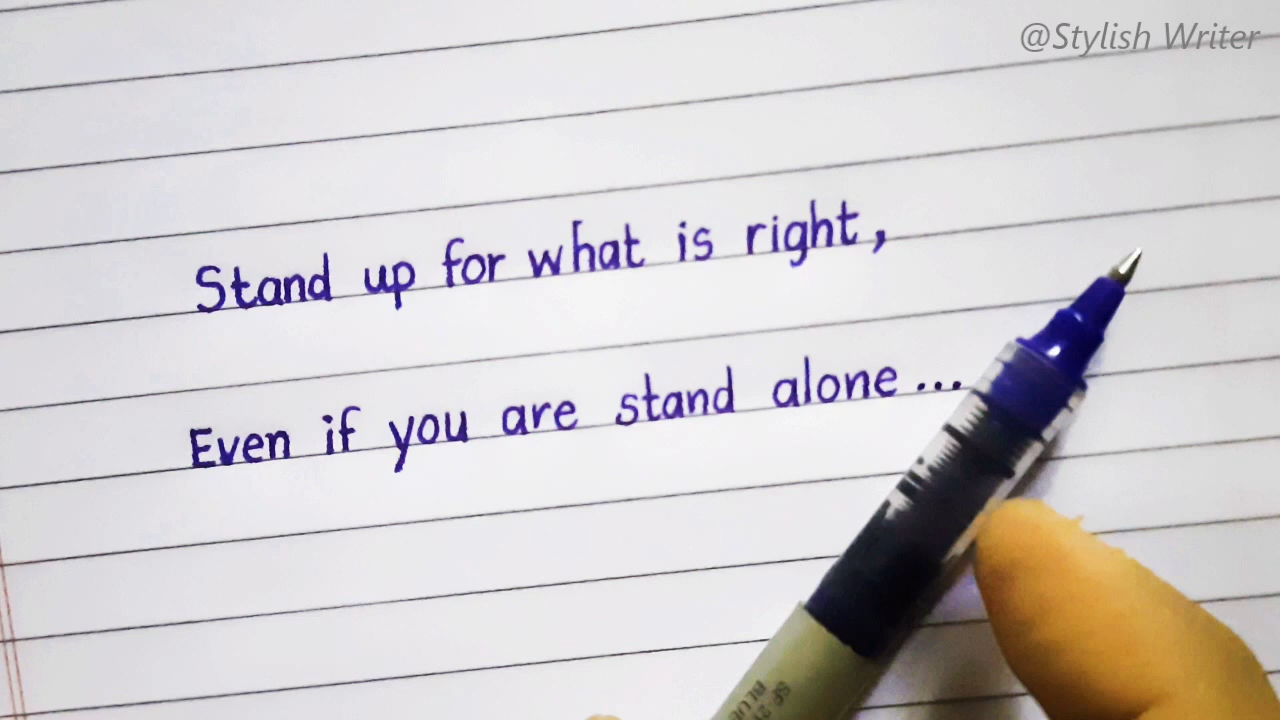 @Stylish Writer
Stand up for what is right,
Even if you are stand alone...